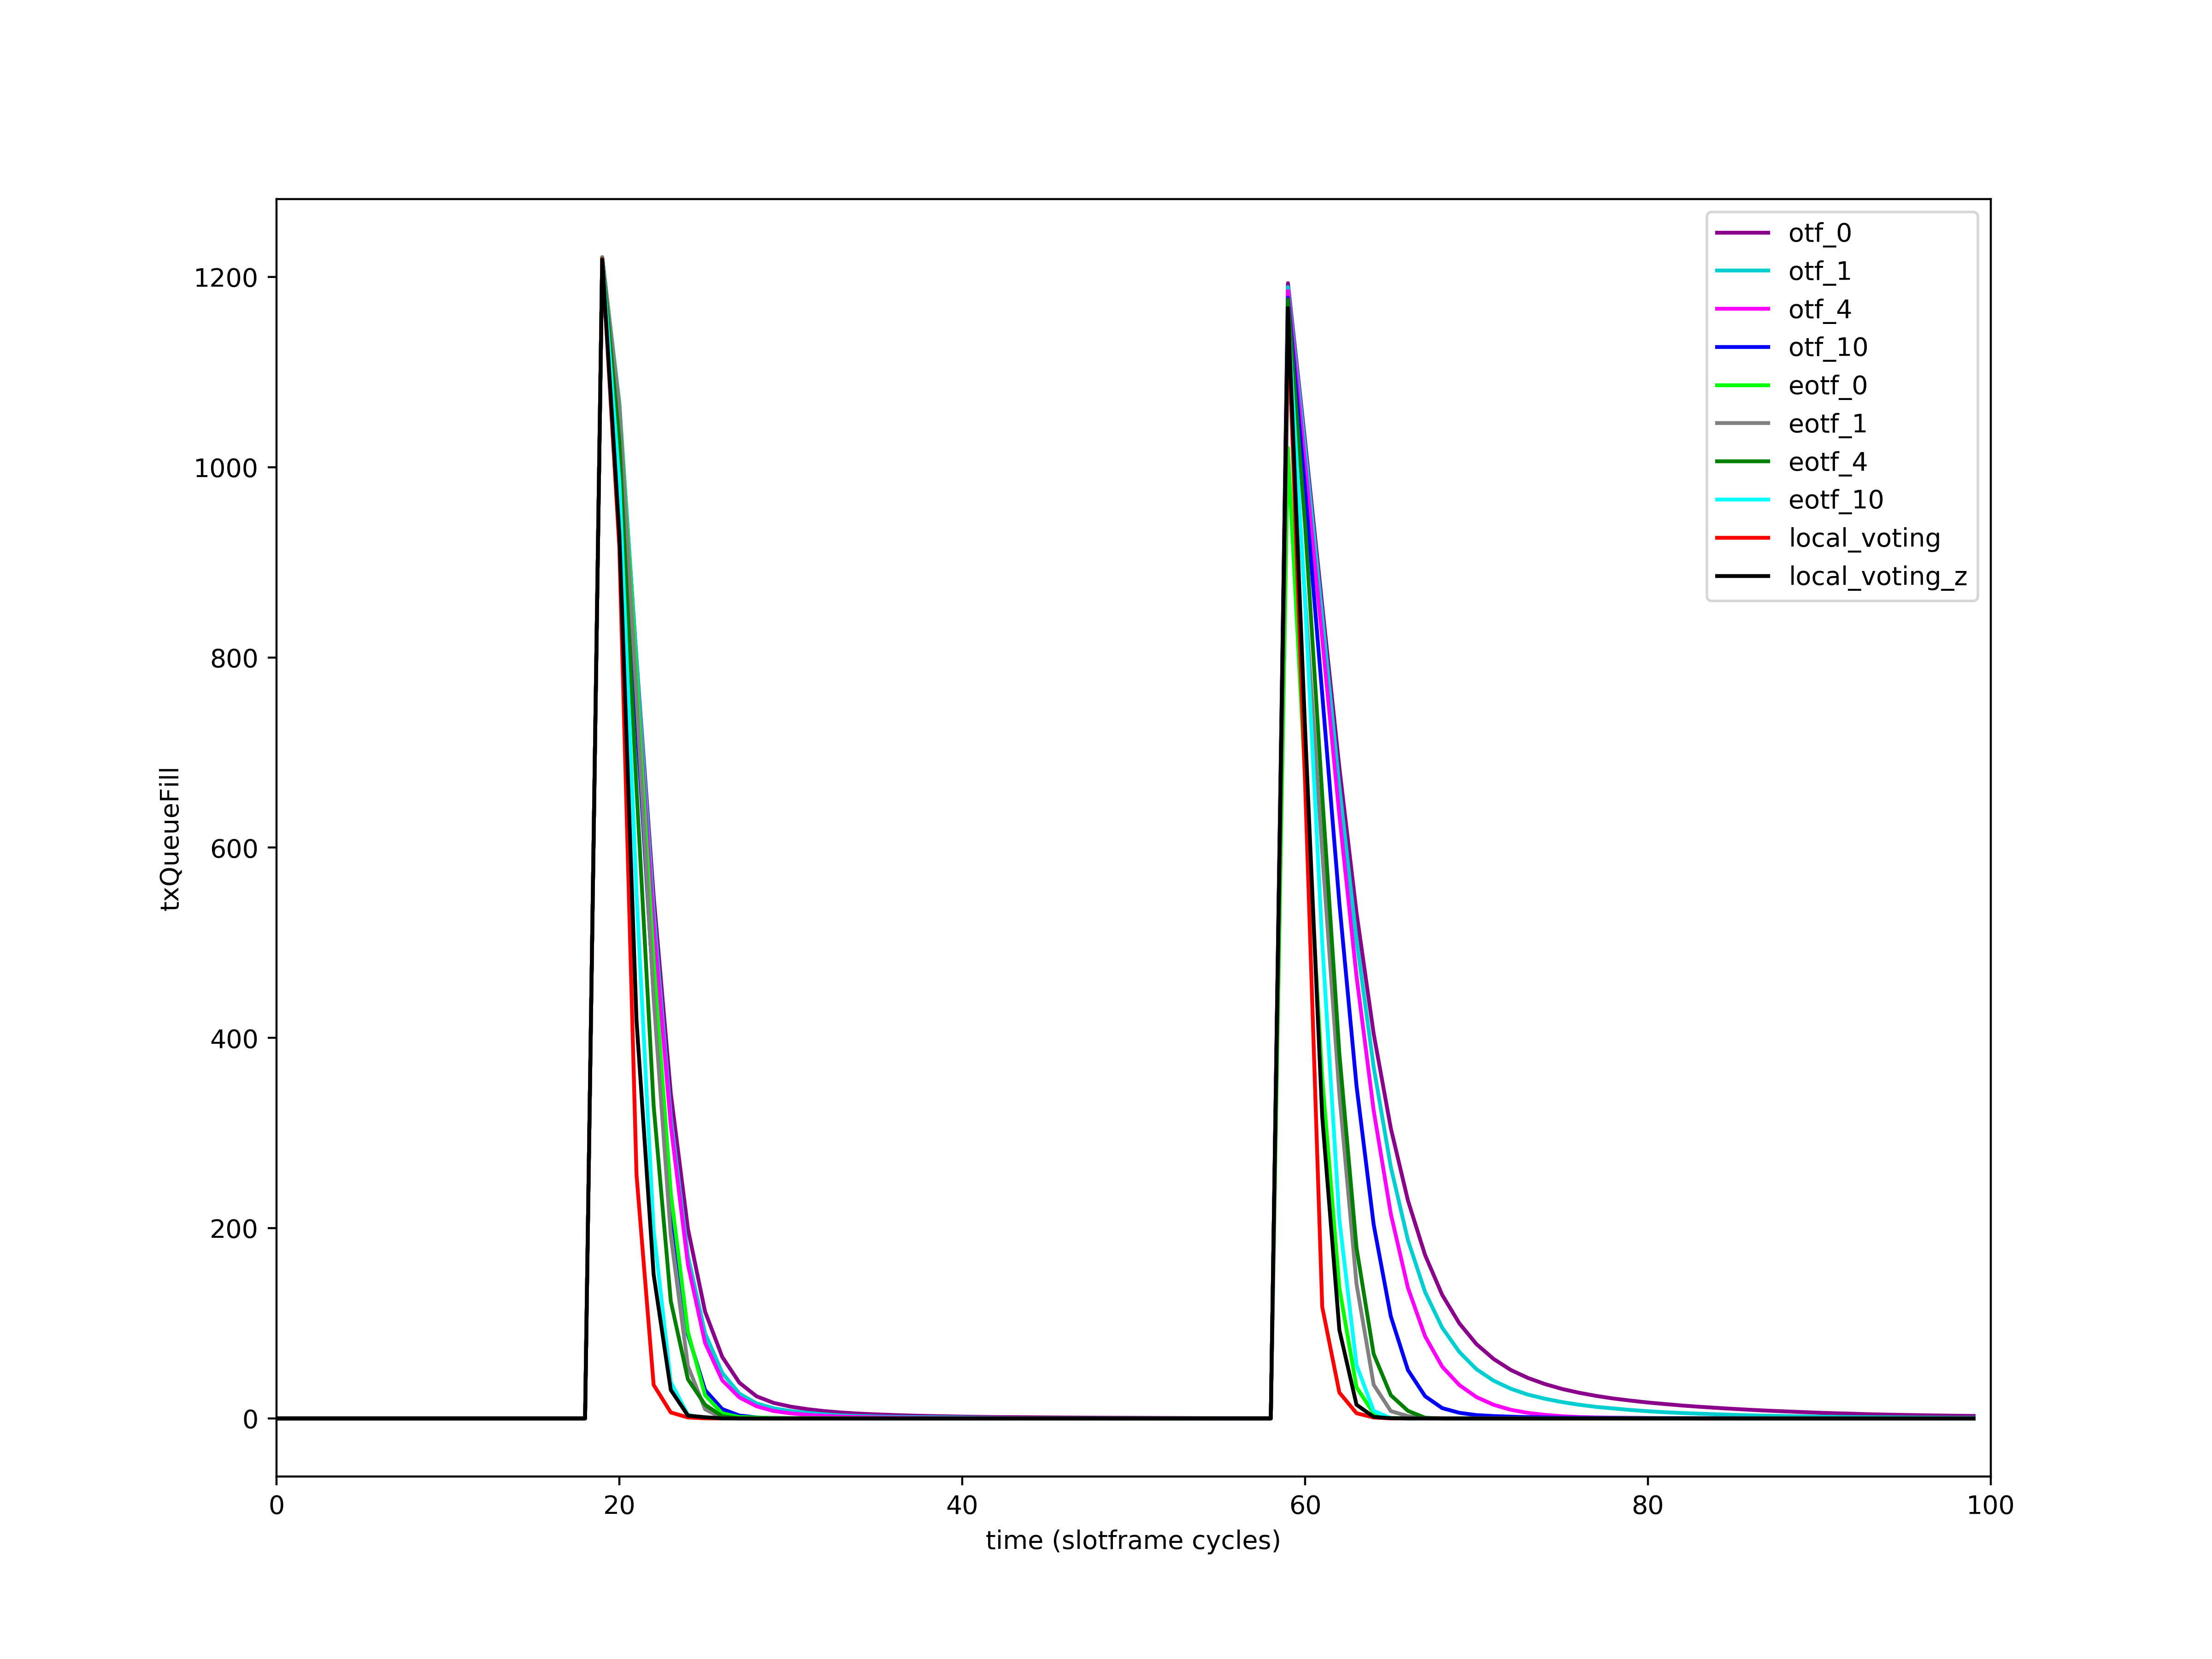 otf_0
otf_1
otf_4
otf_10
eotf_0
eotf_1
eotf_4
eotf_10
local_voting
local_voting_z
1200
1000
800
600
400
200
0
txQueueFill
0 20 40 60 80 100
time (slotframe cycles)